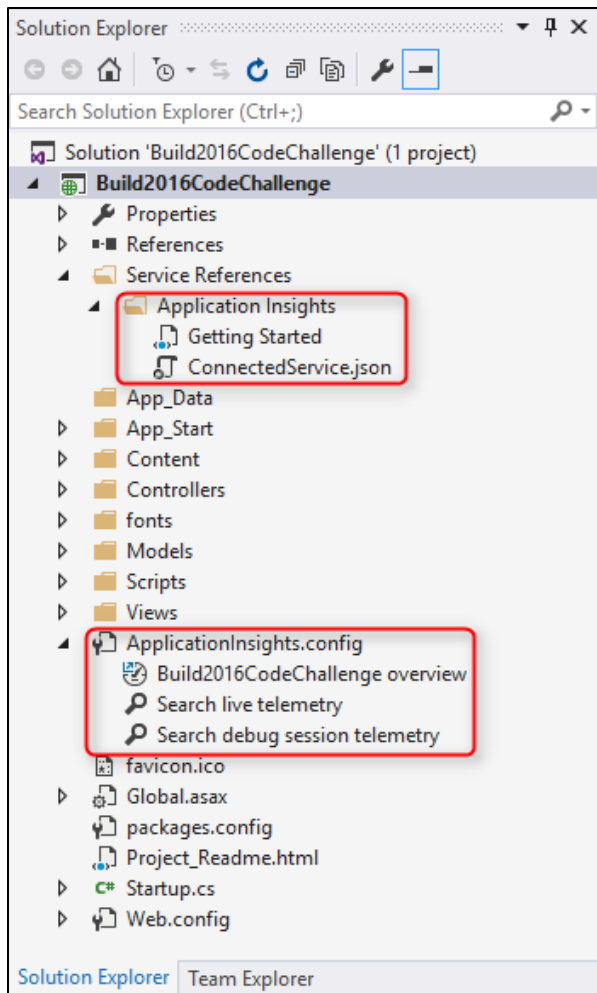 Solution Explorer
Search Solution Explorer (Ctrl+;)
Solution 'Build2016CodeChallenge' (1 project)
Build2016CodeChallenge
Properties
References
Service References
Application Insights
Getting Started
ConnectedService.json
App_Data
App_Start
Content
Controllers
fonts
Models
Scripts
Views
ApplicationInsights.config
Build2016CodeChallenge overview
Search live telemetry
Search debug session telemetry
favicon.ico
Global.asax
packages.config
Project_Readme.html
C# Startup.cs
Web.config
Solution Explorer Team Explorer